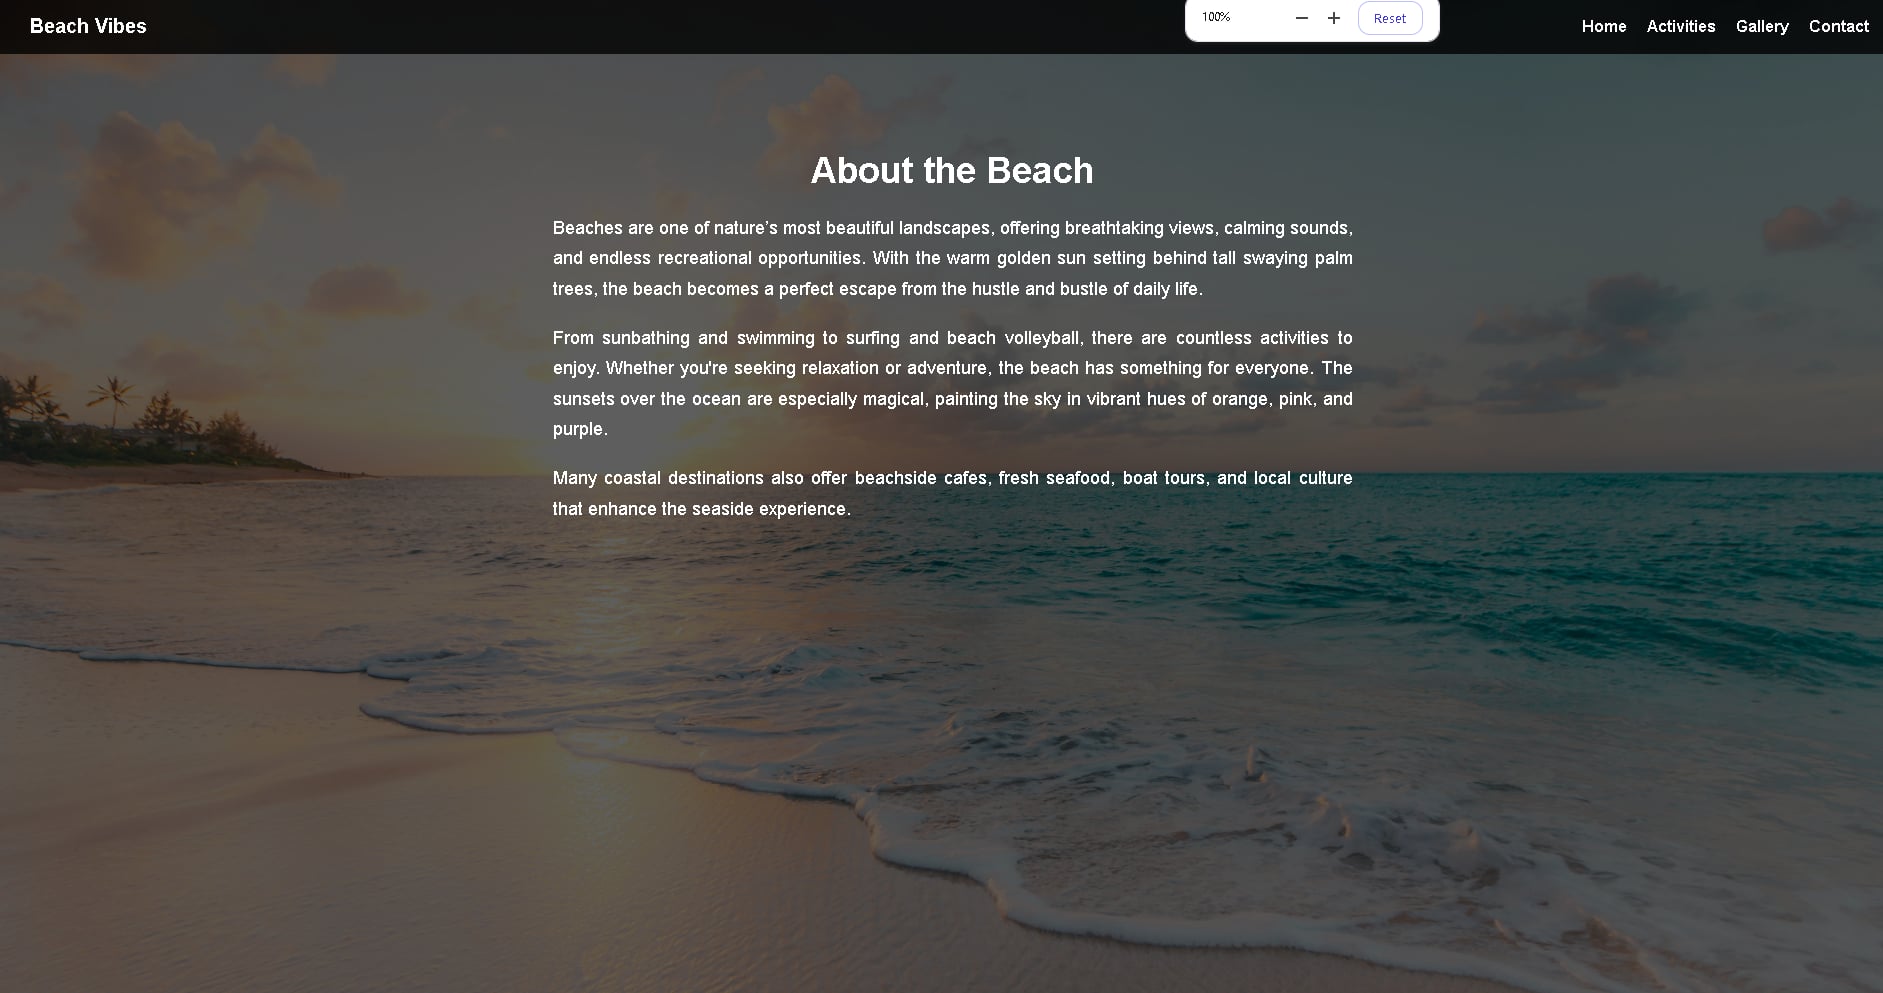 Beach Vibes
100%
Reset
Home
Activities
Gallery
Contact
About the Beach
Beaches are one of nature’s most beautiful landscapes, offering breathtaking views, calming sounds,
and endless recreational opportunities. With the warm golden sun setting behind tall swaying palm
trees, the beach becomes a perfect escape from the hustle and bustle of daily life.
From sunbathing and swimming to surfing and beach volleyball, there are countless activities to
enjoy. Whether you're seeking relaxation or adventure, the beach has something for everyone. The
sunsets over the ocean are especially magical, painting the sky in vibrant hues of orange, pink, and
purple.
Many coastal destinations also offer beachside cafes, fresh seafood, boat tours, and local culture
that enhance the seaside experience.